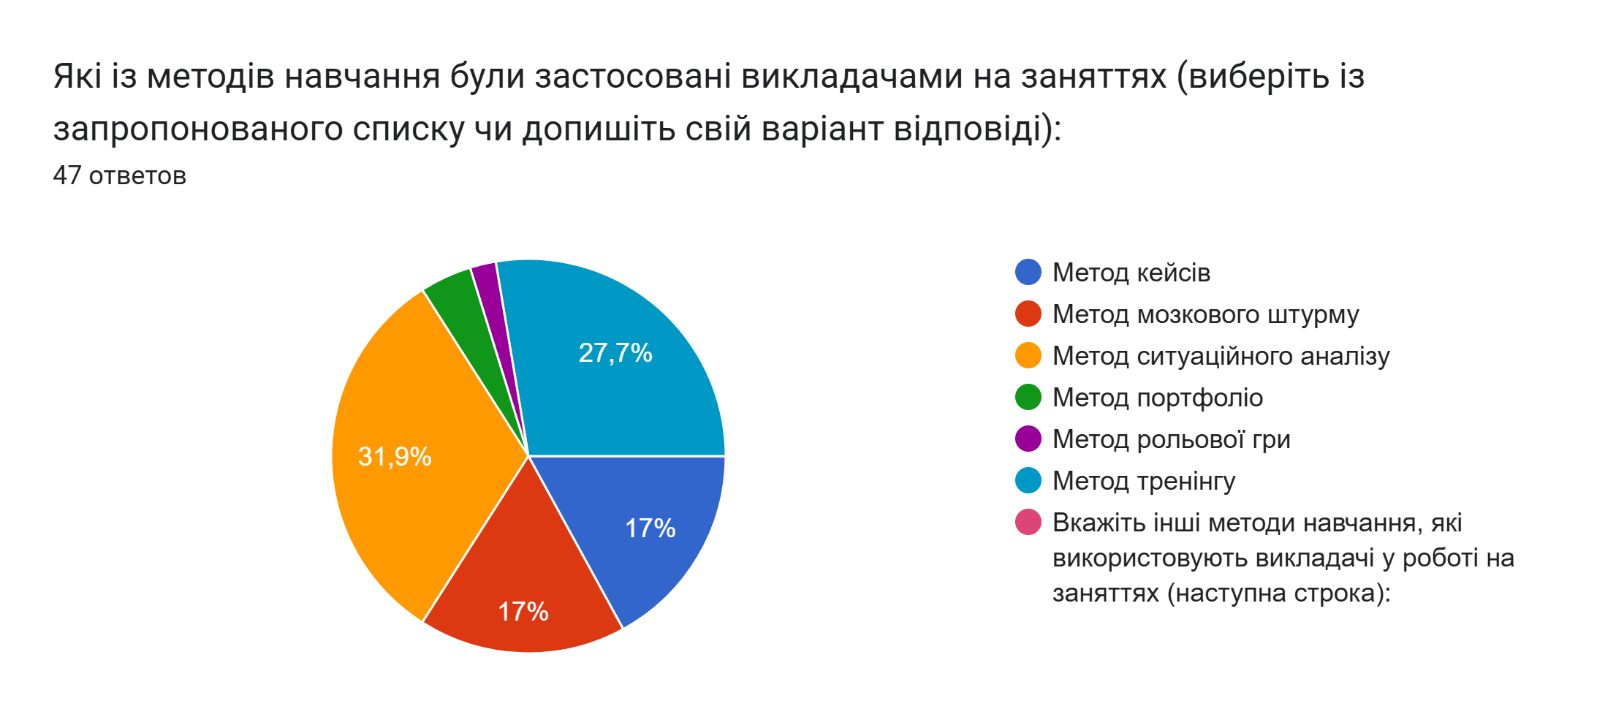 Які із методів навчання були застосовані викладачами на заняттях (виберіть із
запропонованого списку чи допишіть свій варіант відповіді):
47 ответов
27,7%
31,9%
17%
17%
Метод кейсів
Метод мозкового штурму
Метод ситуаційного аналізу
Метод портфоліо
Метод рольової гри
Метод тренінгу
Вкажіть інші методи навчання, які
використовують викладачі у роботі на
заняттях (наступна строка):